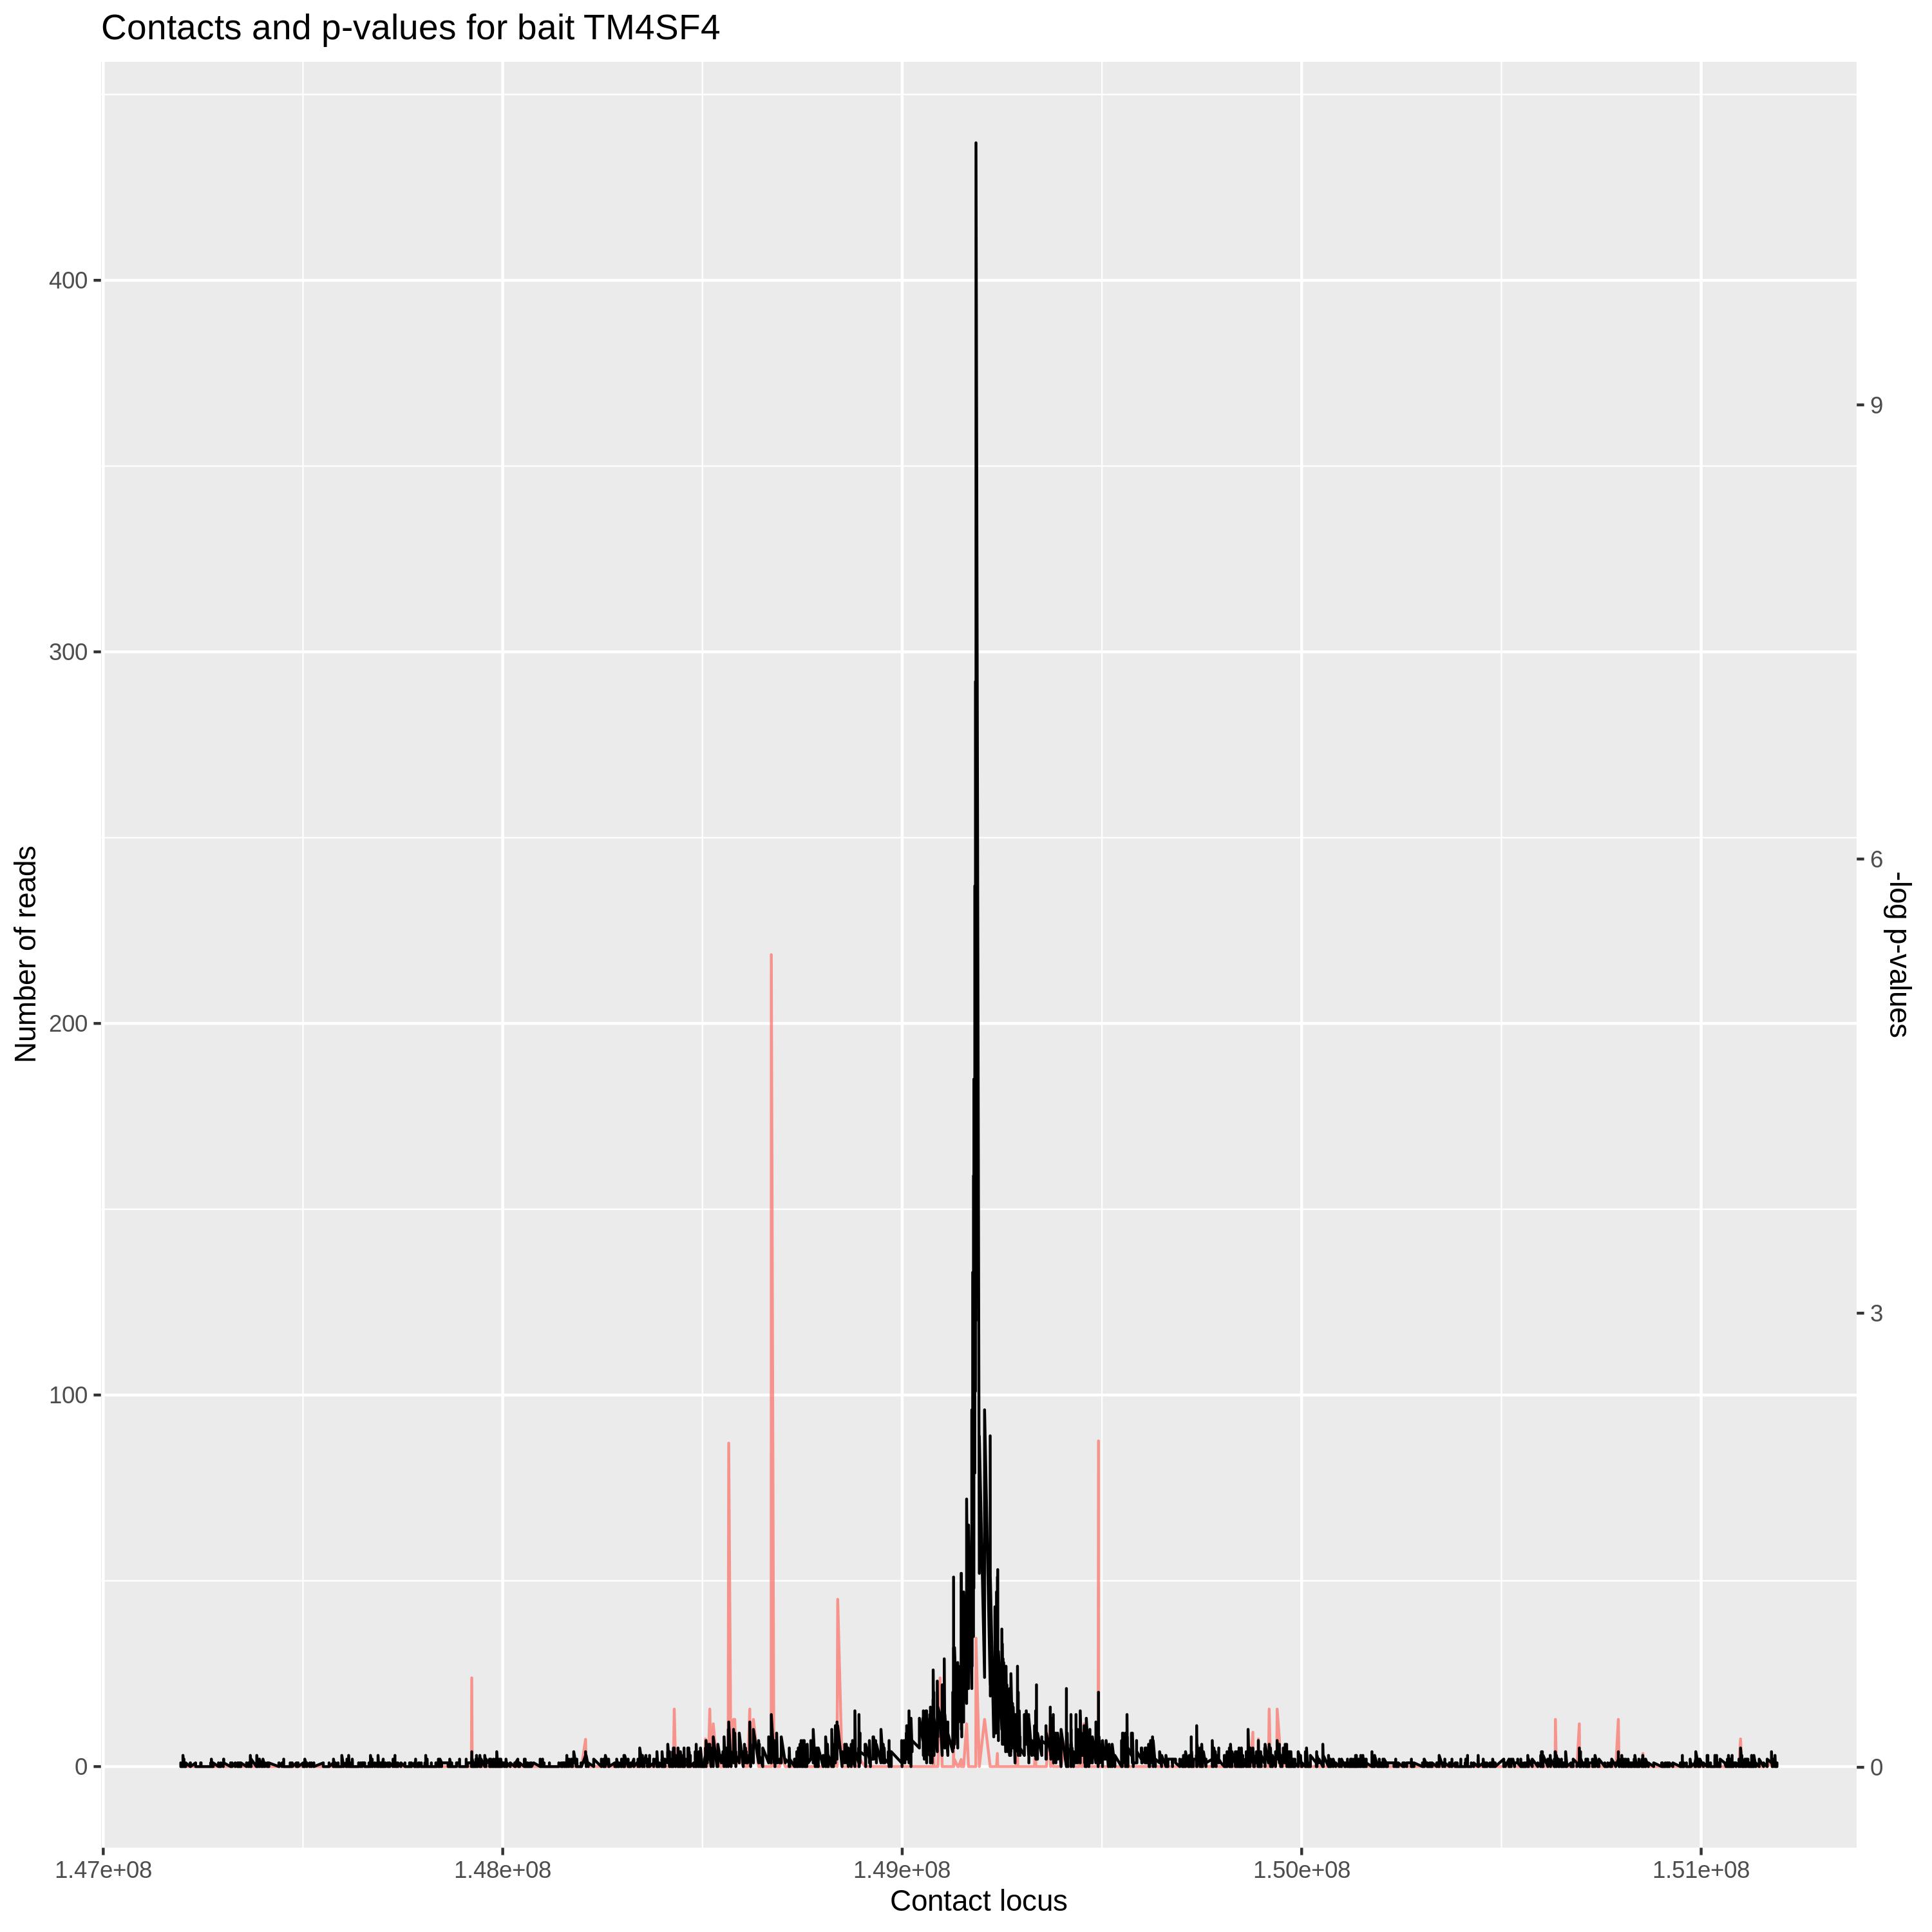 Contacts and p-values for bait TM4SF4
400
300
200
100
0
9
6
3
0
Number of reads
-log p-values
1.47e+08 1.48e+08 1.49e+08 1.50e+08 1.51e+08
Contact locus